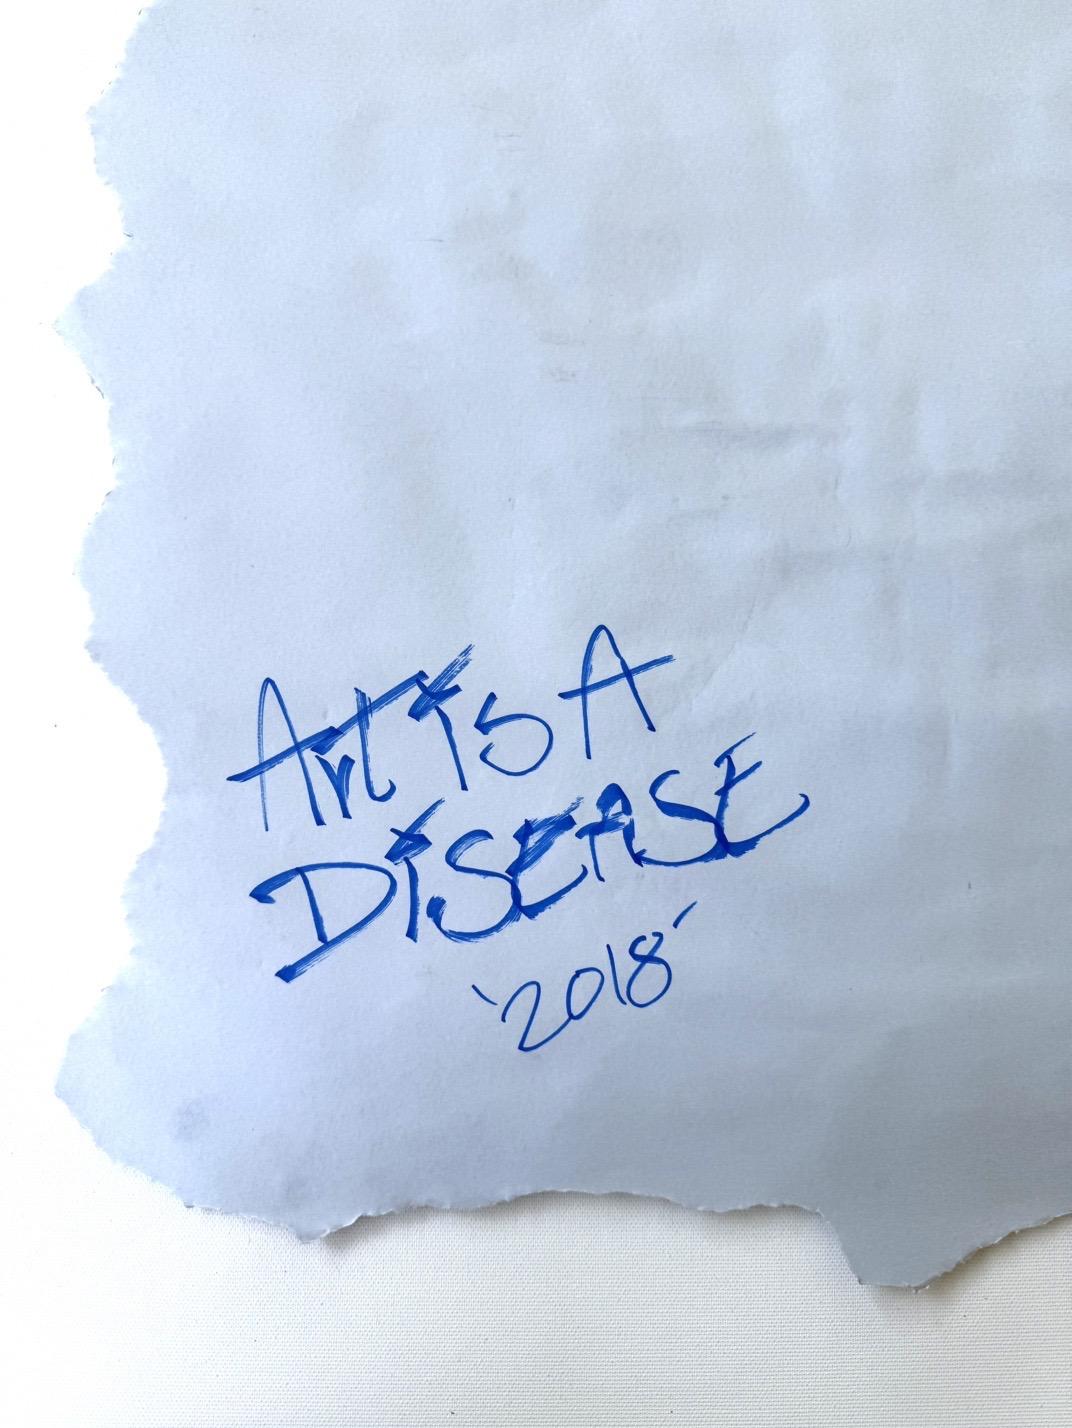 Art is A
DiSEASE
'2018'